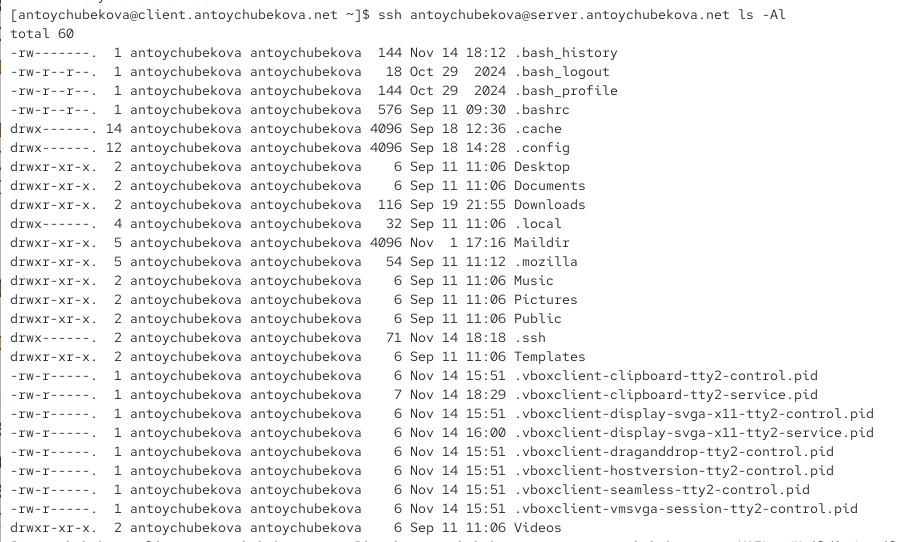 [antoychubekova@client.antoychubekova.net ~]$ ssh antoychubekova@server.antoychubekova.net ls -Al
total 60
-rw-------.  1 antoychubekova antoychubekova  144 Nov 14 18:12 .bash_history
-rw-r--r--.  1 antoychubekova antoychubekova   18 Oct 29  2024 .bash_logout
-rw-r--r--.  1 antoychubekova antoychubekova  144 Oct 29  2024 .bash_profile
-rw-r--r--.  1 antoychubekova antoychubekova  576 Sep 11 09:30 .bashrc
drwx------. 14 antoychubekova antoychubekova 4096 Sep 18 12:36 .cache
drwx------. 12 antoychubekova antoychubekova 4096 Sep 18 14:28 .config
drwxr-xr-x.  2 antoychubekova antoychubekova    6 Sep 11 11:06 Desktop
drwxr-xr-x.  2 antoychubekova antoychubekova    6 Sep 11 11:06 Documents
drwxr-xr-x.  2 antoychubekova antoychubekova  116 Sep 19 21:55 Downloads
drwx------.  4 antoychubekova antoychubekova   32 Sep 11 11:06 .local
drwxr-xr-x.  5 antoychubekova antoychubekova 4096 Nov  1 17:16 Maildir
drwxr-xr-x.  5 antoychubekova antoychubekova   54 Sep 11 11:12 .mozilla
drwxr-xr-x.  2 antoychubekova antoychubekova    6 Sep 11 11:06 Music
drwxr-xr-x.  2 antoychubekova antoychubekova    6 Sep 11 11:06 Pictures
drwxr-xr-x.  2 antoychubekova antoychubekova    6 Sep 11 11:06 Public
drwx------.  2 antoychubekova antoychubekova   71 Nov 14 18:18 .ssh
drwxr-xr-x.  2 antoychubekova antoychubekova    6 Sep 11 11:06 Templates
-rw-r-----.  1 antoychubekova antoychubekova    6 Nov 14 15:51 .vboxclient-clipboard-tty2-control.pid
-rw-r-----.  1 antoychubekova antoychubekova    7 Nov 14 18:29 .vboxclient-clipboard-tty2-service.pid
-rw-r-----.  1 antoychubekova antoychubekova    6 Nov 14 15:51 .vboxclient-display-svga-x11-tty2-control.pid
-rw-r-----.  1 antoychubekova antoychubekova    6 Nov 14 16:00 .vboxclient-display-svga-x11-tty2-service.pid
-rw-r-----.  1 antoychubekova antoychubekova    6 Nov 14 15:51 .vboxclient-draganddrop-tty2-control.pid
-rw-r-----.  1 antoychubekova antoychubekova    6 Nov 14 15:51 .vboxclient-hostversion-tty2-control.pid
-rw-r-----.  1 antoychubekova antoychubekova    6 Nov 14 15:51 .vboxclient-seamless-tty2-control.pid
-rw-r-----.  1 antoychubekova antoychubekova    6 Nov 14 15:51 .vboxclient-vmsvga-session-tty2-control.pid
drwxr-xr-x.  2 antoychubekova antoychubekova    6 Sep 11 11:06 Videos